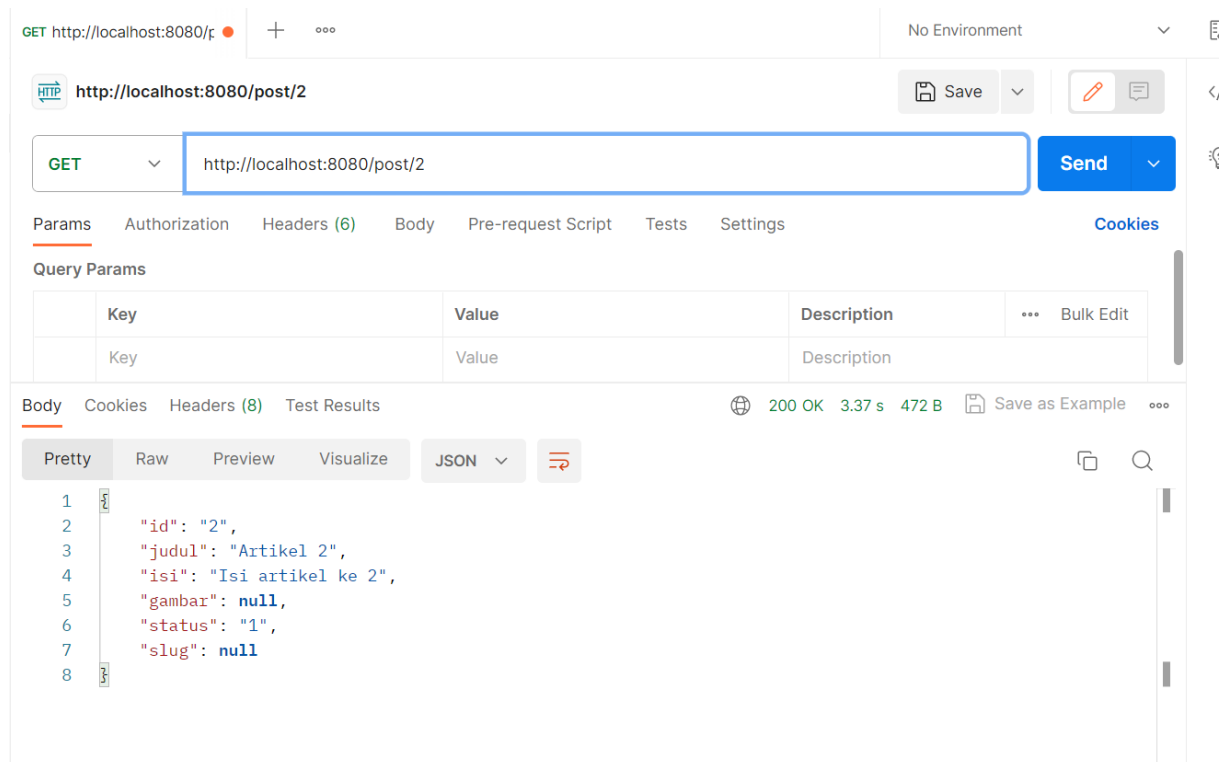 GET http://localhost:8080/p
No Environment
HTTP http://localhost:8080/post/2
Save
GET http://localhost:8080/post/2 Send
Params Authorization Headers (6) Body Pre-request Script Tests Settings Cookies
Query Params
Key Value Description Bulk Edit
Key Value Description
Body Cookies Headers (8) Test Results 200 OK 3.37 s 472 B Save as Example
Pretty Raw Preview Visualize JSON
1 {
2 "id": "2",
3 "judul": "Artikel 2",
4 "isi": "Isi artikel ke 2",
5 "gambar": null,
6 "status": "1",
7 "slug": null
8 }